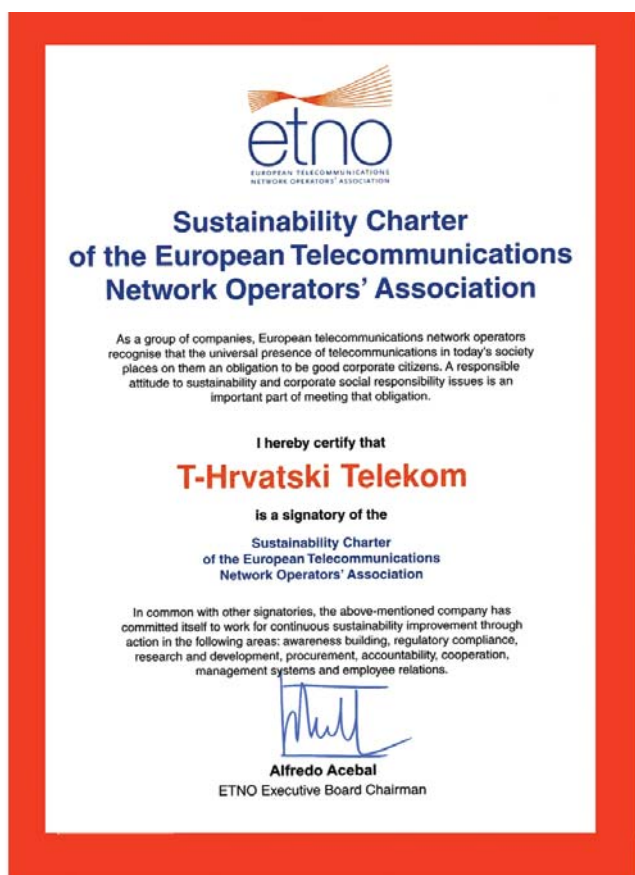 etno
EUROPEAN TELECOMMUNICATIONS
NETWORK OPERATORS' ASSOCIATION
Sustainability Charter
of the European Telecommunications
Network Operators' Association
As a group of companies, European telecommunications network operators
recognise that the universal presence of telecommunications in today's society
places on them an obligation to be good corporate citizens. A responsible
attitude to sustainability and corporate social responsibility issues is an
important part of meeting that obligation.
I hereby certify that
T-Hrvatski Telekom
is a signatory of the
Sustainability Charter
of the European Telecommunications
Network Operators' Association
In common with other signatories, the above-mentioned company has
committed itself to work for continuous sustainability improvement through
action in the following areas: awareness building, regulatory compliance,
research and development, procurement, accountability, cooperation,
management systems and employee relations.
Alfredo Acebal
ETNO Executive Board Chairman